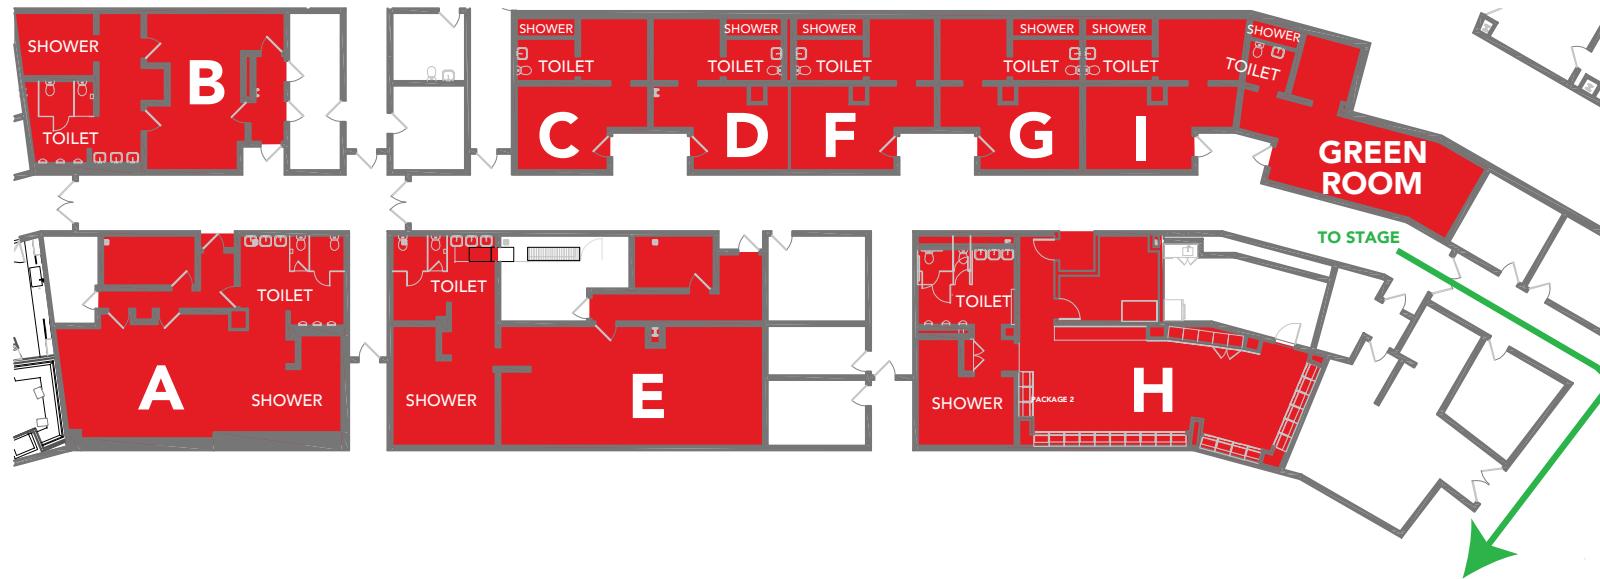 SHOWER
B
TOILET
SHOWER
TOILET
C
SHOWER
TOILET
D
SHOWER
TOILET
F
SHOWER
TOILET
G
SHOWER
TOILET
I
SHOWER
TOILET
GREEN
ROOM
TO STAGE
TOILET
A
SHOWER
TOILET
SHOWER
E
TOILET
SHOWER
PACKAGE 2
H